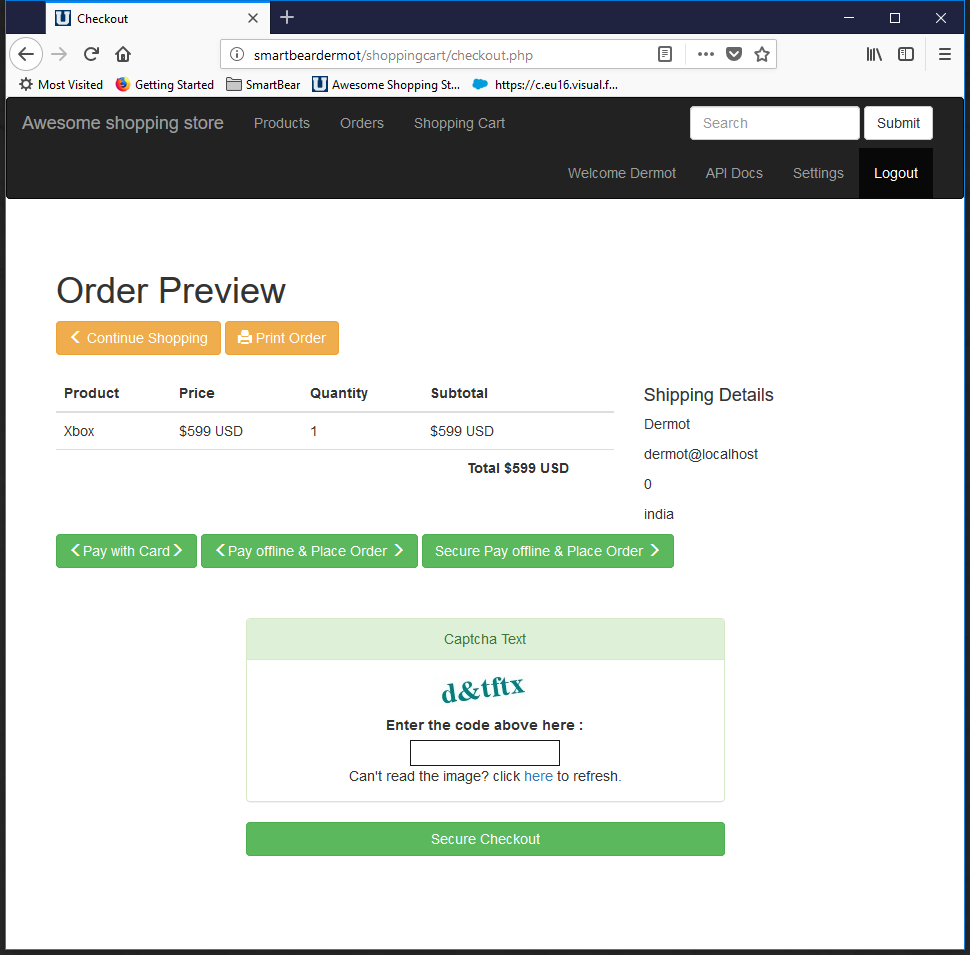 Checkout
smartbeardermot/shoppingcart/checkout.php
Most Visited Getting Started SmartBear Awesome Shopping St... https://c.eu16.visual.f...
Awesome shopping store Products Orders Shopping Cart Search Submit
Welcome Dermot API Docs Settings Logout
Order Preview
Continue Shopping Print Order
Product Price Quantity Subtotal
Xbox $599 USD 1 $599 USD
Total $599 USD
Shipping Details
Dermot
dermot@localhost
0
india
Pay with Card Pay offline & Place Order Secure Pay offline & Place Order
Captcha Text
d&tftx
Enter the code above here :
Can't read the image? click here to refresh.
Secure Checkout